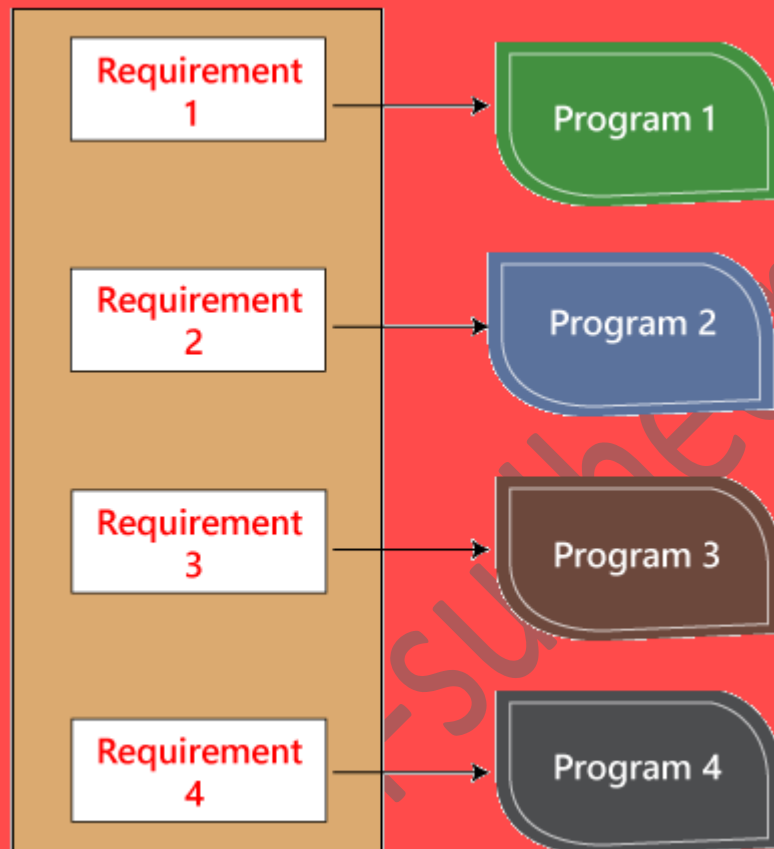 Requirement
1
Program 1
Requirement
2
Program 2
Requirement
3
Program 3
Requirement
4
Program 4